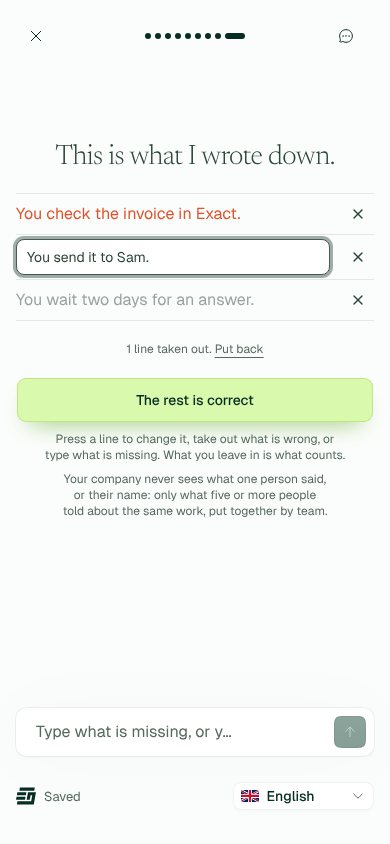 This is what I wrote down.
You check the invoice in Exact.
You send it to Sam.
You wait two days for an answer.
1 line taken out. Put back
The rest is correct
Press a line to change it, take out what is wrong, or
type what is missing. What you leave in is what counts.
Your company never sees what one person said,
or their name: only what five or more people
told about the same work, put together by team.
Type what is missing, or y...
Saved
English